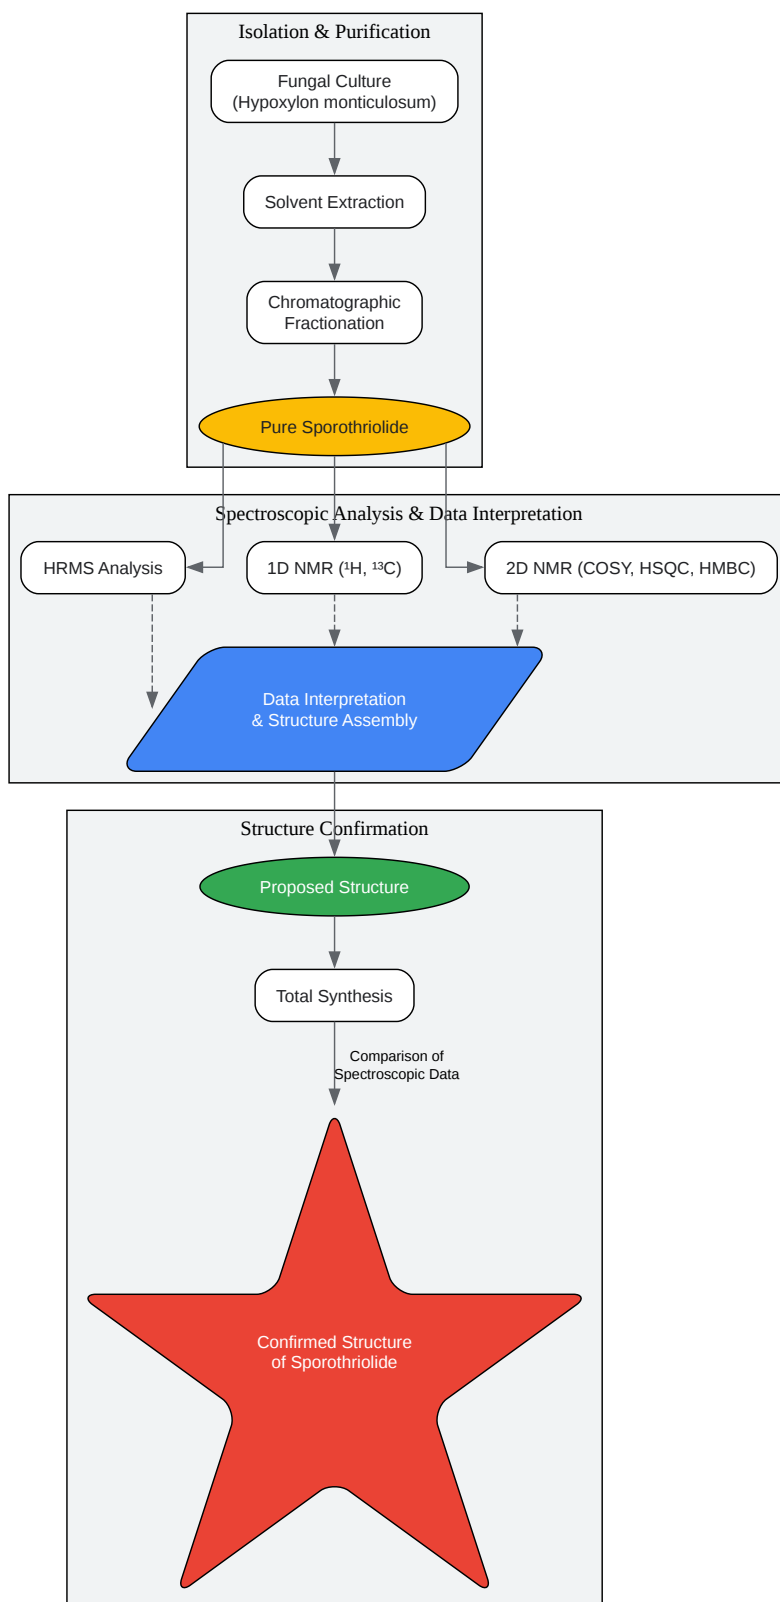 Isolation & Purification
Fungal Culture
(Hypoxylon monticulosum)
Solvent Extraction
Chromatographic
Fractionation
Pure Sporothriolide
Spectroscopic Analysis & Data Interpretation
HRMS Analysis
1D NMR (¹H, ¹³C)
2D NMR (COSY, HSQC, HMBC)
Data Interpretation
& Structure Assembly
Structure Confirmation
Proposed Structure
Total Synthesis
Comparison of
Spectroscopic Data
Confirmed Structure
of Sporothriolide